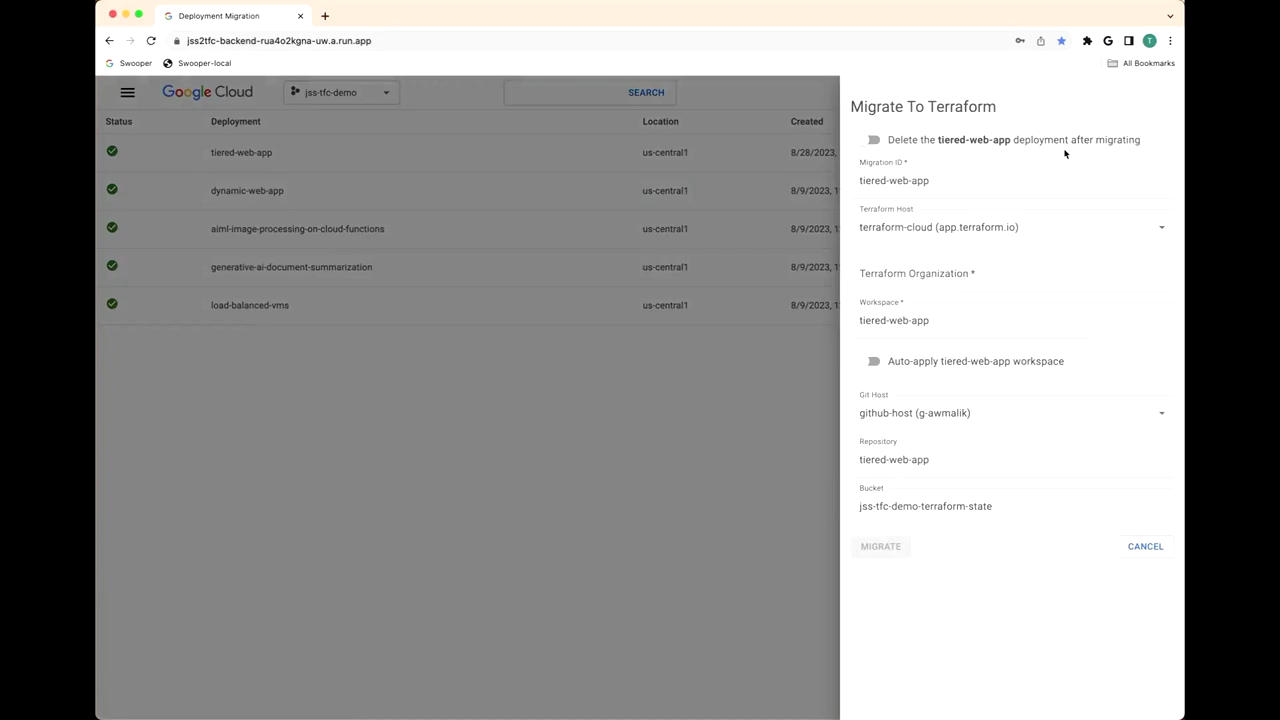 Deployment Migration
jss2tfc-backend-rua4o2kgna-uw.a.run.app
Swooper
Swooper-local
All Bookmarks
Google Cloud
jss-tfc-demo
SEARCH
Status Deployment Location Created
tiered-web-app us-central1 8/28/2023,
dynamic-web-app us-central1 8/9/2023, 1
aiml-image-processing-on-cloud-functions us-central1 8/9/2023, 1
generative-ai-document-summarization us-central1 8/9/2023, 1
load-balanced-vms us-central1 8/9/2023, 1
Migrate To Terraform
Delete the tiered-web-app deployment after migrating
Migration ID *
tiered-web-app
Terraform Host
terraform-cloud (app.terraform.io)
Terraform Organization *
Workspace *
tiered-web-app
Auto-apply tiered-web-app workspace
Git Host
github-host (g-awmalik)
Repository
tiered-web-app
Bucket
jss-tfc-demo-terraform-state
MIGRATE
CANCEL